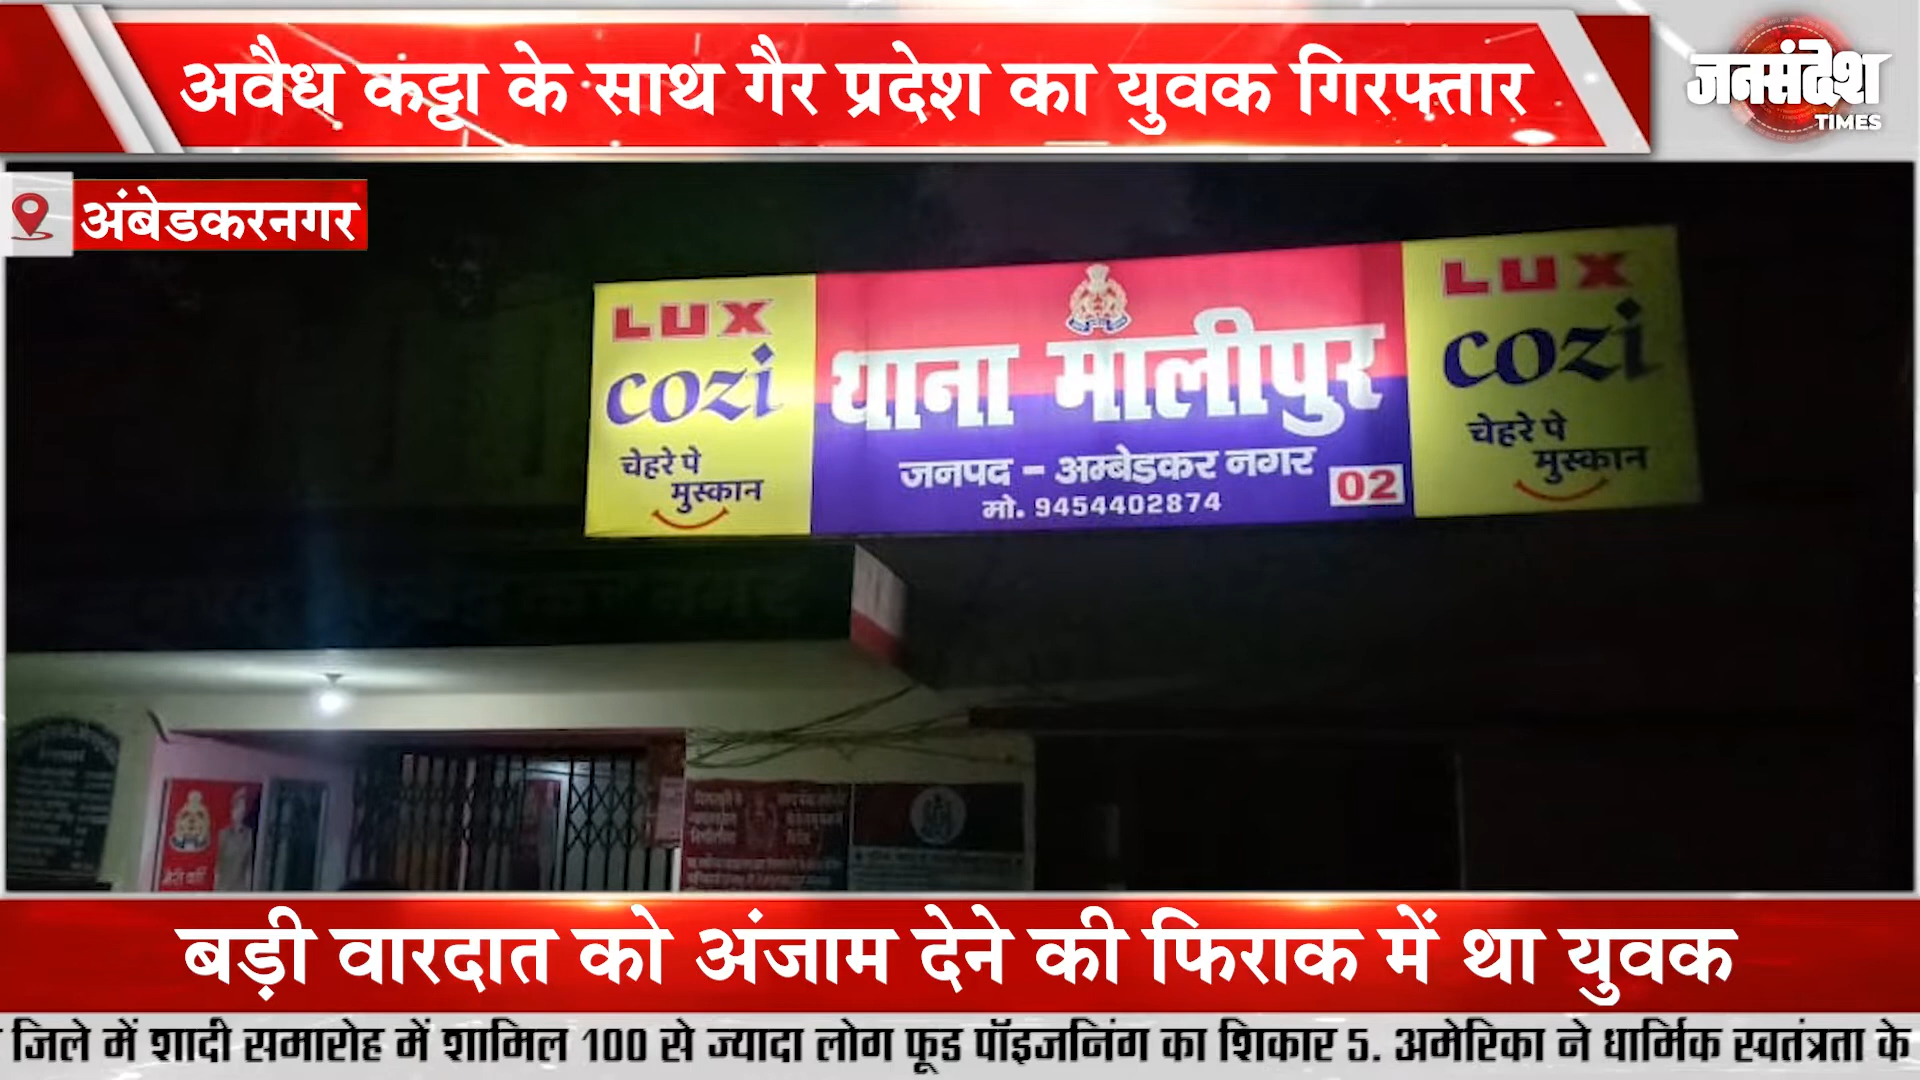 अवैध कट्टा के साथ गैर प्रदेश का युवक गिरफ्तार
जनसंदेश
TIMES
अंबेडकरनगर
LUX
cozi
चेहरे पे
मुस्कान
थाना मालीपुर
जनपद - अम्बेडकर नगर
मो. 9454402874
02
LUX
cozi
चेहरे पे
मुस्कान
बड़ी वारदात को अंजाम देने की फिराक में था युवक
जिले में शादी समारोह में शामिल 100 से ज्यादा लोग फूड पॉइजनिंग का शिकार 5. अमेरिका ने धार्मिक स्वतंत्रता के